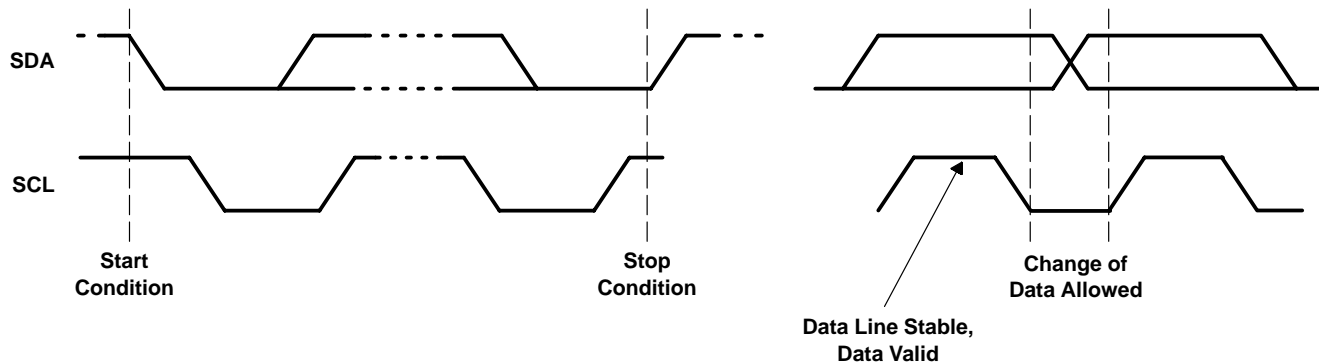 SDA
SCL
Start
Condition
Stop
Condition
Change of
Data Allowed
Data Line Stable,
Data Valid